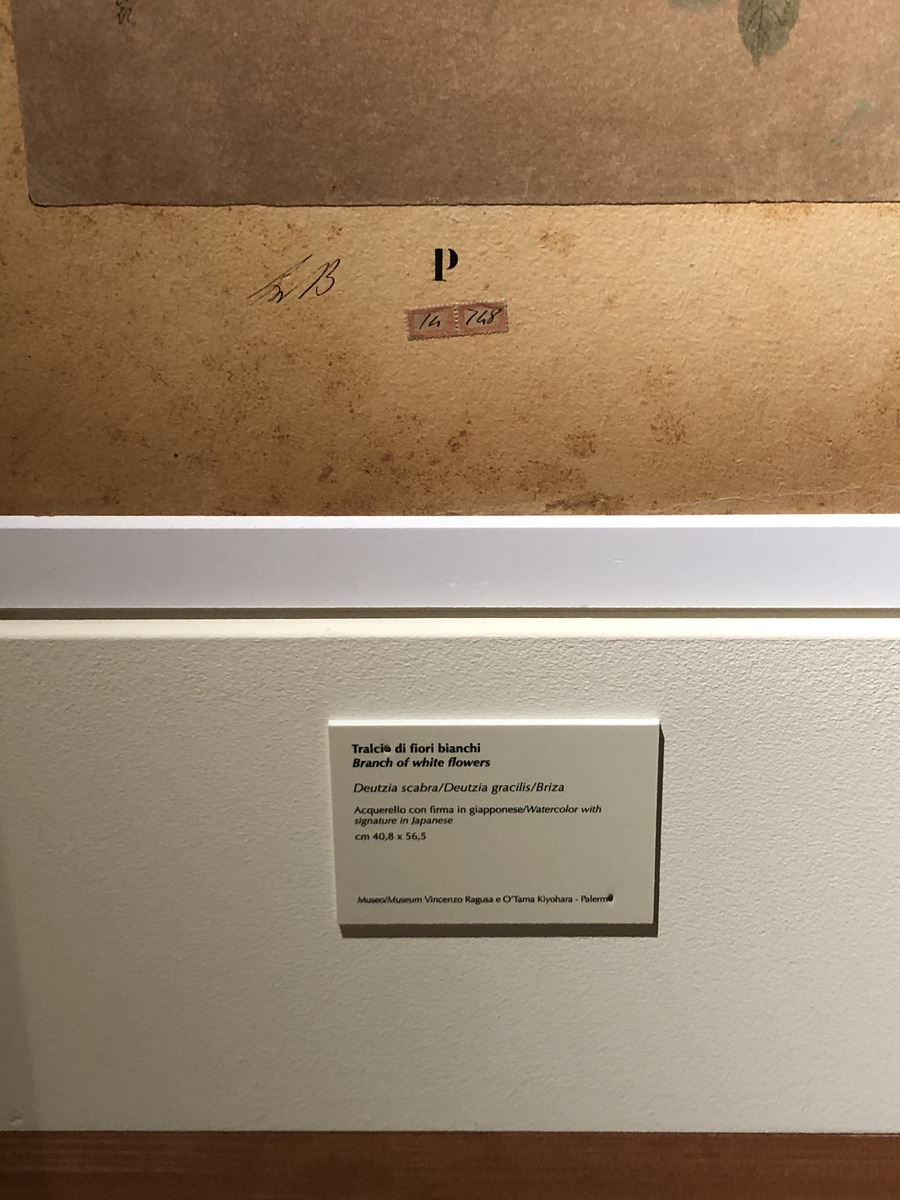 P
14 748
Tralcio di fiori bianchi
Branch of white flowers
Deutzia scabra/Deutzia gracilis/Briza
Acquerello con firma in giapponese/Watercolor with
signature in Japanese
cm 40,8 x 56,5
Museo/Museum Vincenzo Ragusa e O'Tama Kiyohara - Palermo